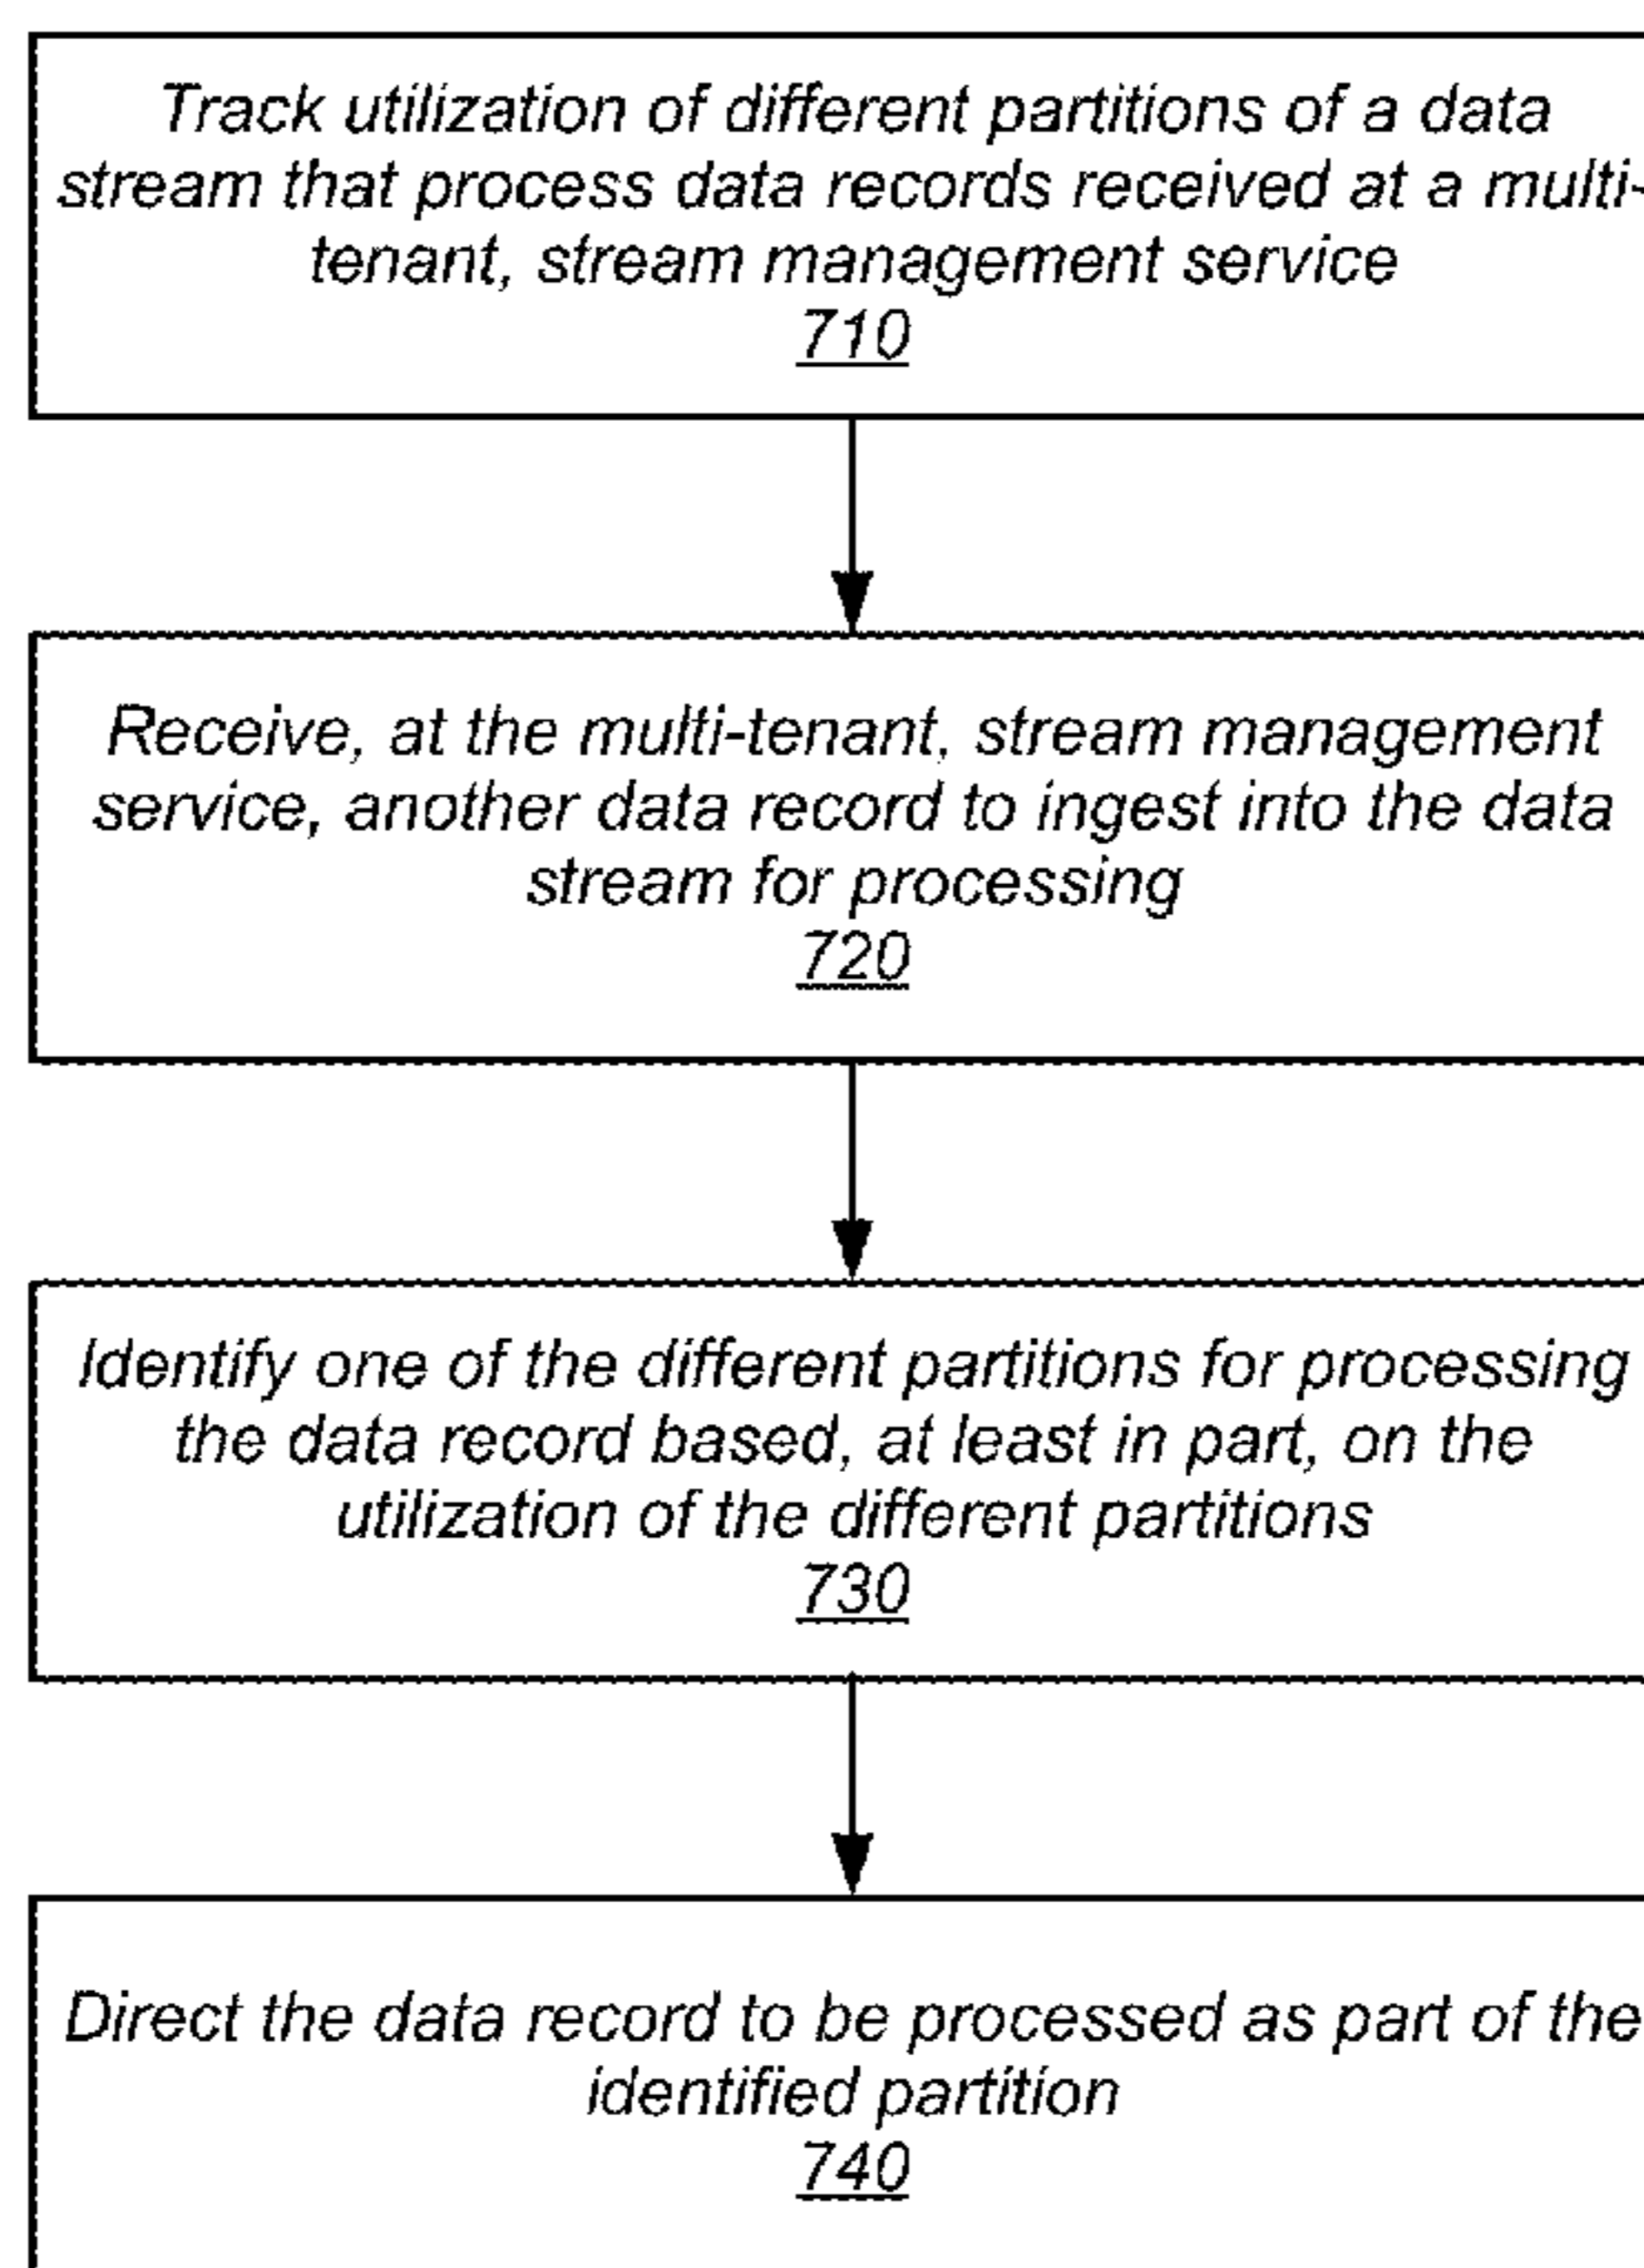 Track utilization of different partitions of a data
stream that process data records received at a multi-
tenant, stream management service
710
Receive, at the multi-tenant, stream management
service, another data record to ingest into the data
stream for processing
720
Identify one of the different partitions for processing
the data record based, at least in part, on the
utilization of the different partitions
730
Direct the data record to be processed as part of the
identified partition
740